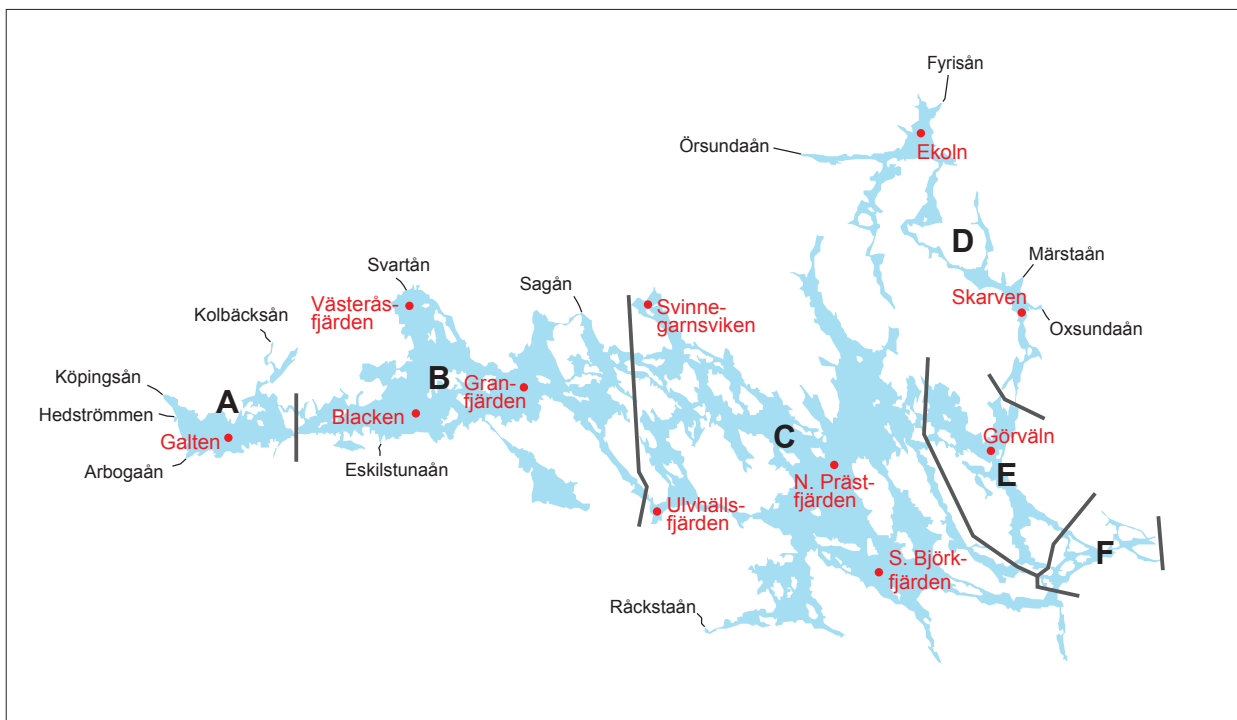 Fyrisån
Örsundaån
Ekoln
D
Märstaån
Svartån
Sagån
Skarven
Västerås-
fjärden
Svinne-
garnsviken
Kolbäcksån
Oxsundaån
Köpingsån
A
B
Gran-
fjärden
Hedströmmen
Blacken
C
Galten
Görväln
Arbogaån
Eskilstunaån
N. Präst-
fjärden
E
Ulvhälls-
fjärden
F
S. Björk-
fjärden
Råckstaån